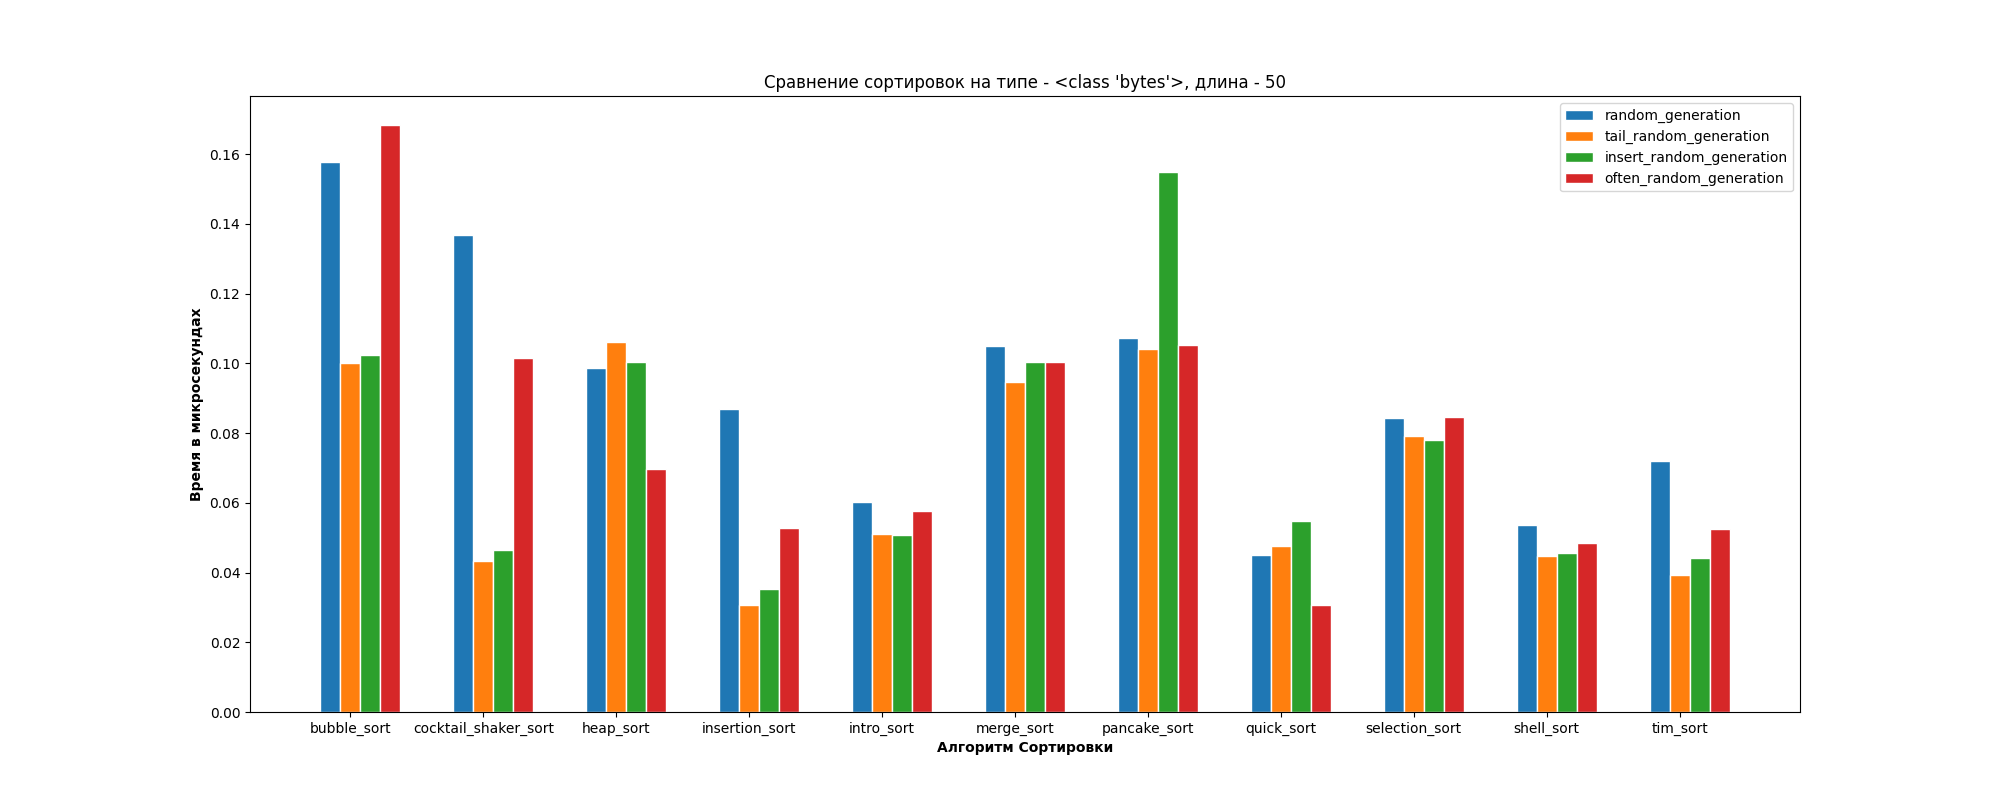 Сравнение сортировок на типе - <class 'bytes'>, длина - 50
random_generation
tail_random_generation
insert_random_generation
often_random_generation
Время в микросекундах
0.16
0.14
0.12
0.10
0.08
0.06
0.04
0.02
0.00
bubble_sort cocktail_shaker_sort heap_sort insertion_sort intro_sort merge_sort pancake_sort quick_sort selection_sort shell_sort tim_sort
Алгоритм Сортировки